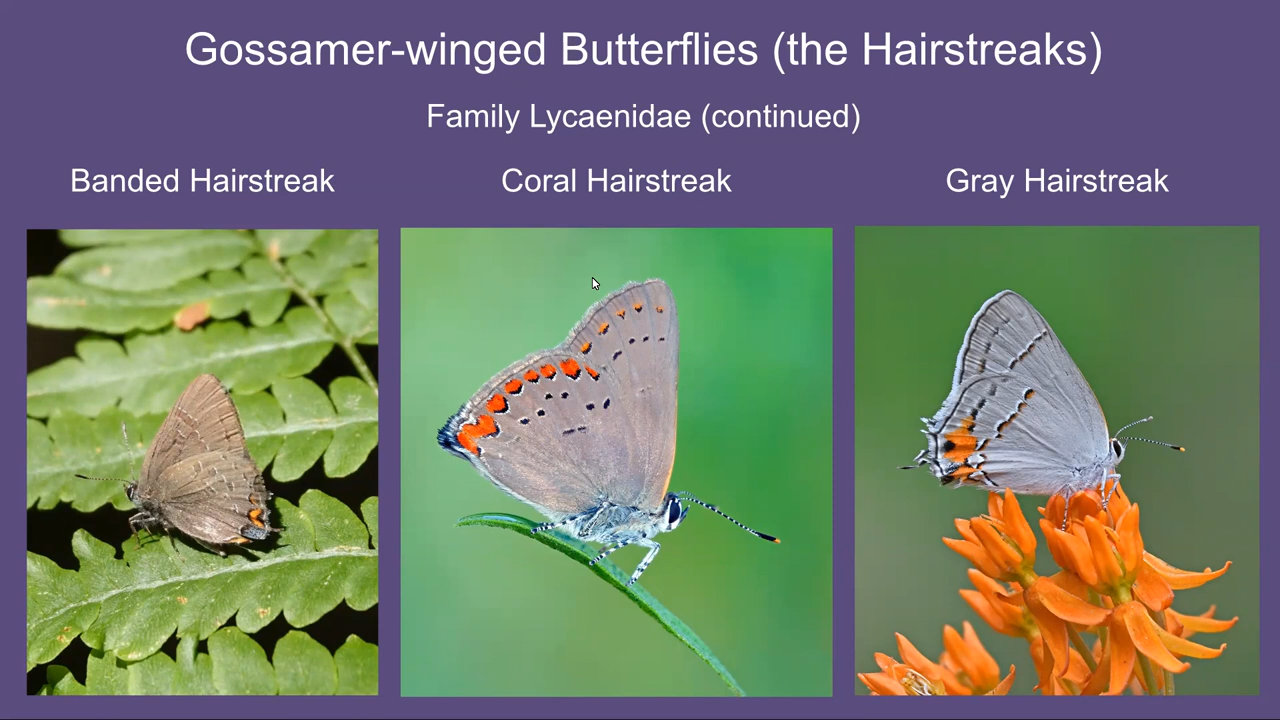 Gossamer-winged Butterflies (the Hairstreaks)
Family Lycaenidae (continued)
Banded Hairstreak
Coral Hairstreak
Gray Hairstreak